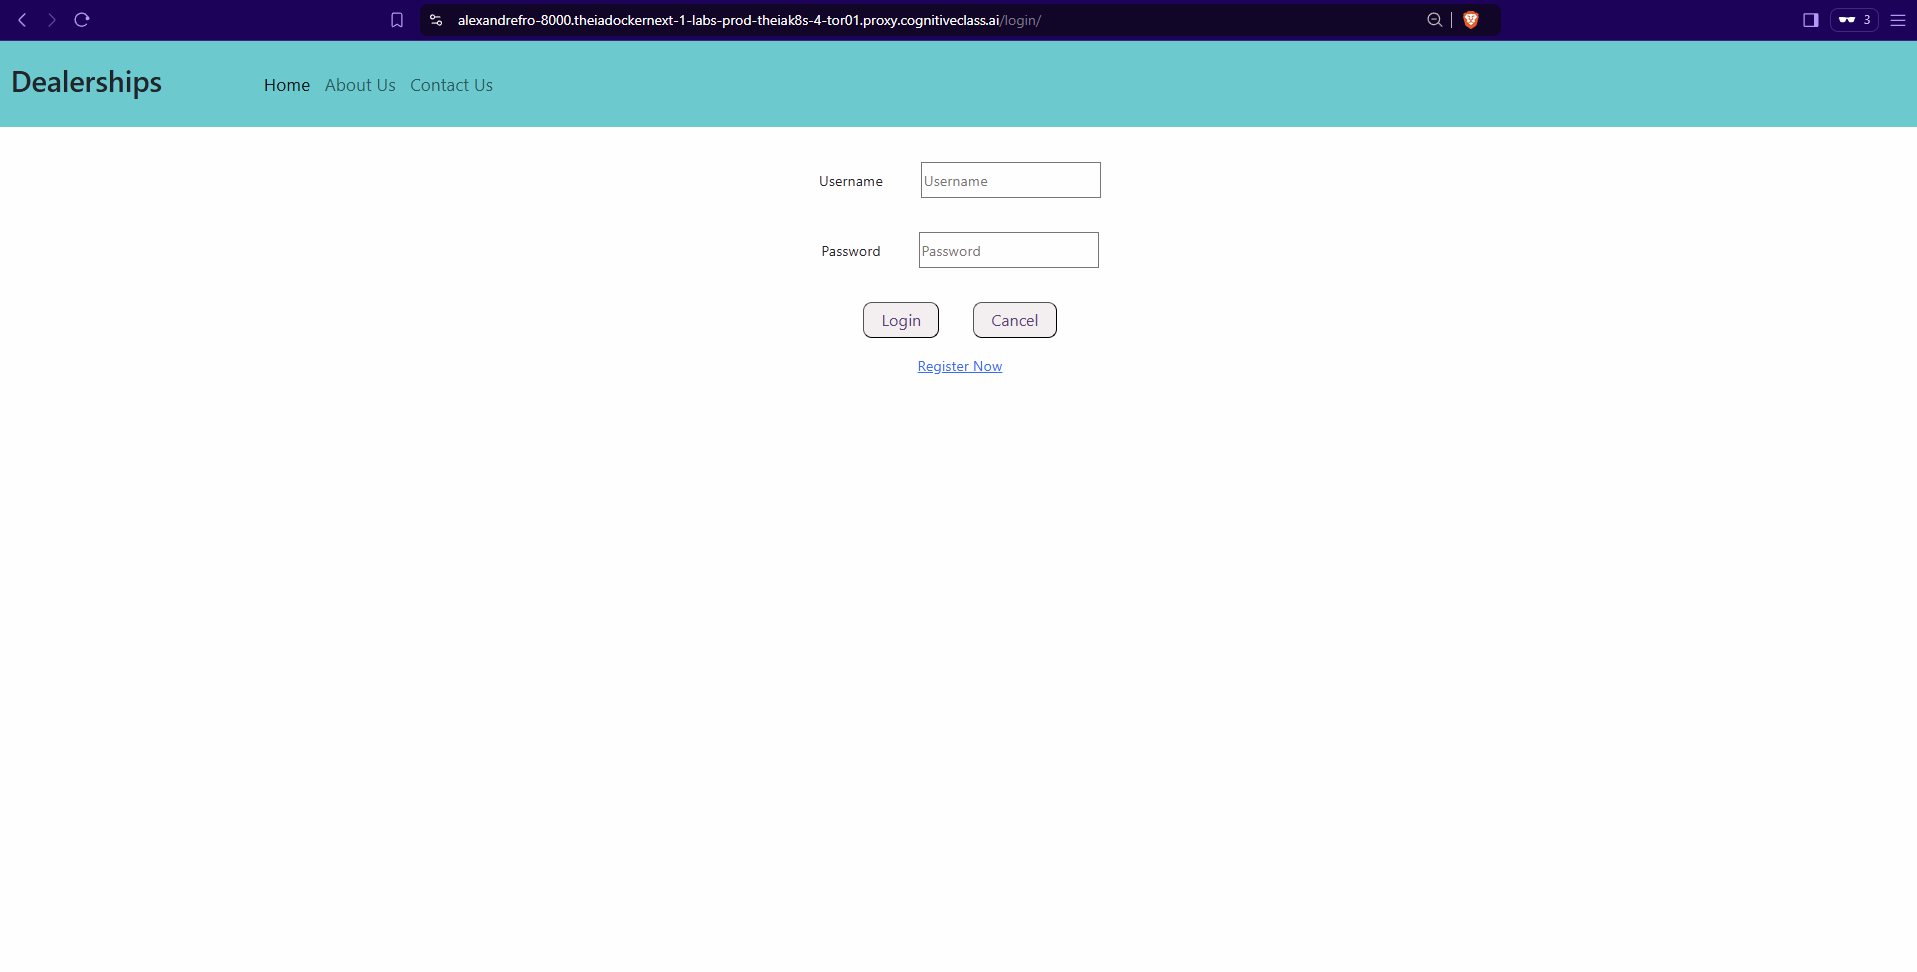 alexandrefro-8000.theiadockernext-1-labs-prod-theiak8s-4-tor01.proxy.cognitiveclass.ai/login/
3
Dealerships Home About Us Contact Us
Username Username
Password Password
Login Cancel
Register Now